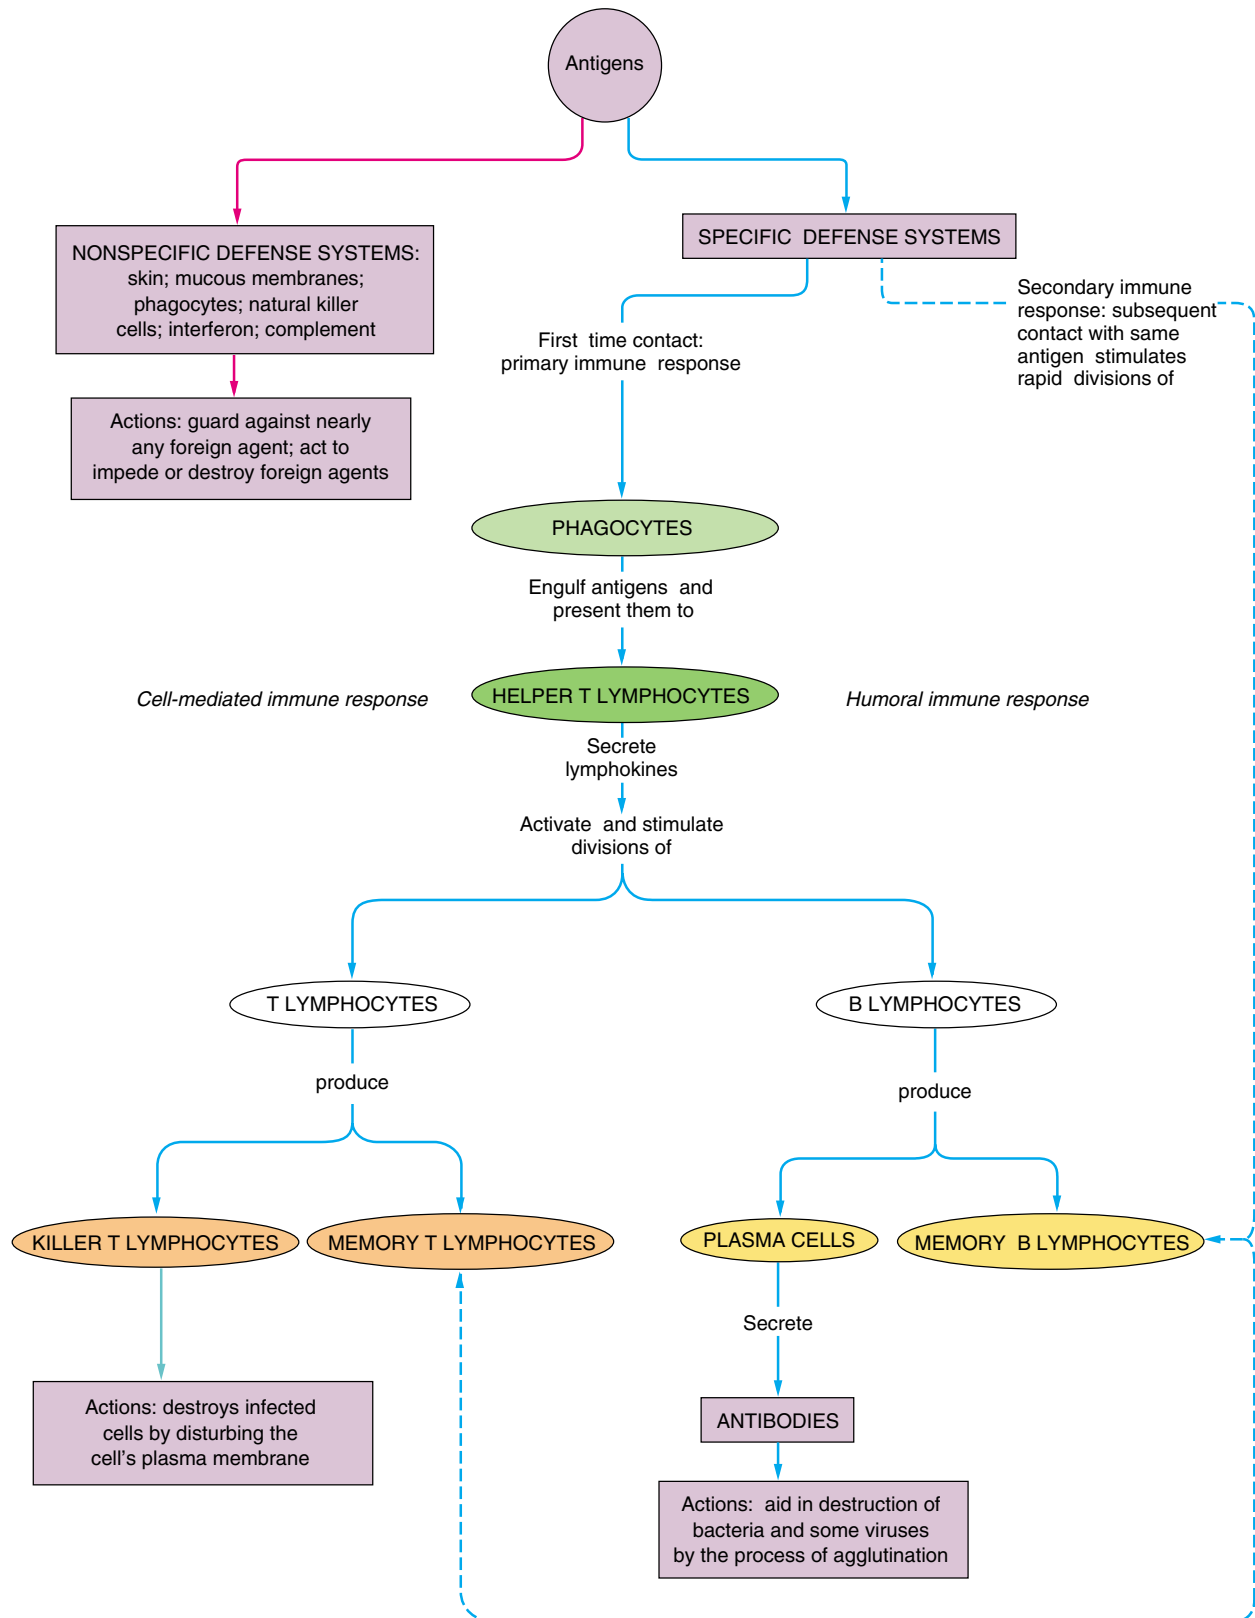 Antigens
NONSPECIFIC DEFENSE SYSTEMS:
skin; mucous membranes;
phagocytes; natural killer
cells; interferon; complement
Actions: guard against nearly
any foreign agent; act to
impede or destroy foreign agents
SPECIFIC DEFENSE SYSTEMS
First time contact:
primary immune response
Secondary immune
response: subsequent
contact with same
antigen stimulates
rapid divisions of
PHAGOCYTES
Engulf antigens and
present them to
Cell-mediated immune response
HELPER T LYMPHOCYTES
Humoral immune response
Secrete
lymphokines
Activate and stimulate
divisions of
T LYMPHOCYTES
B LYMPHOCYTES
produce
produce
KILLER T LYMPHOCYTES
MEMORY T LYMPHOCYTES
PLASMA CELLS
MEMORY B LYMPHOCYTES
Secrete
Actions: destroys infected
cells by disturbing the
cell's plasma membrane
ANTIBODIES
Actions: aid in destruction of
bacteria and some viruses
by the process of agglutination